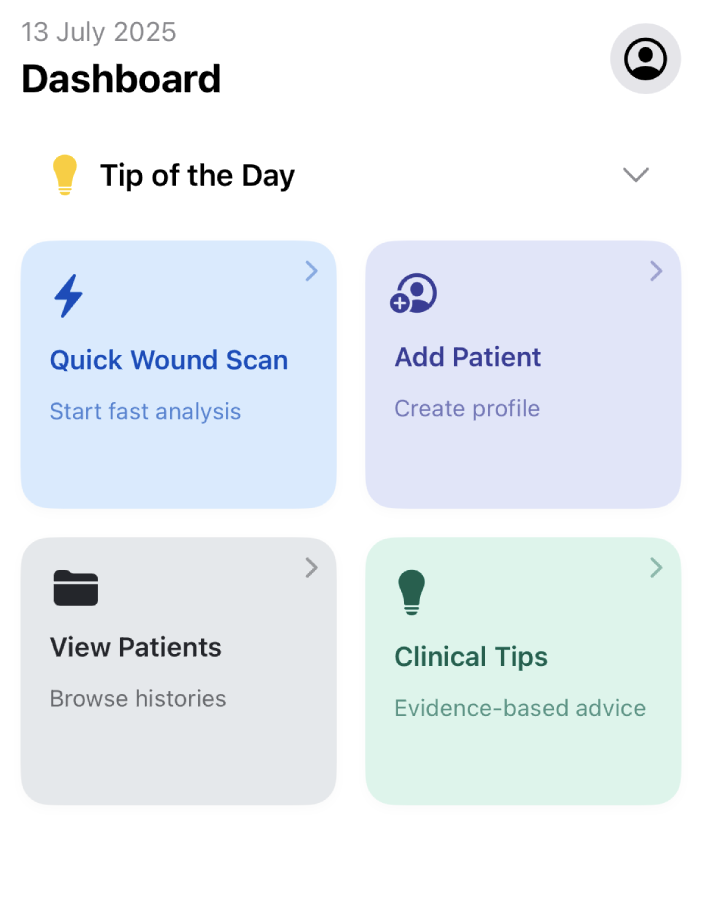 13 July 2025
Dashboard
Tip of the Day
Quick Wound Scan
Start fast analysis
Add Patient
Create profile
View Patients
Browse histories
Clinical Tips
Evidence-based advice